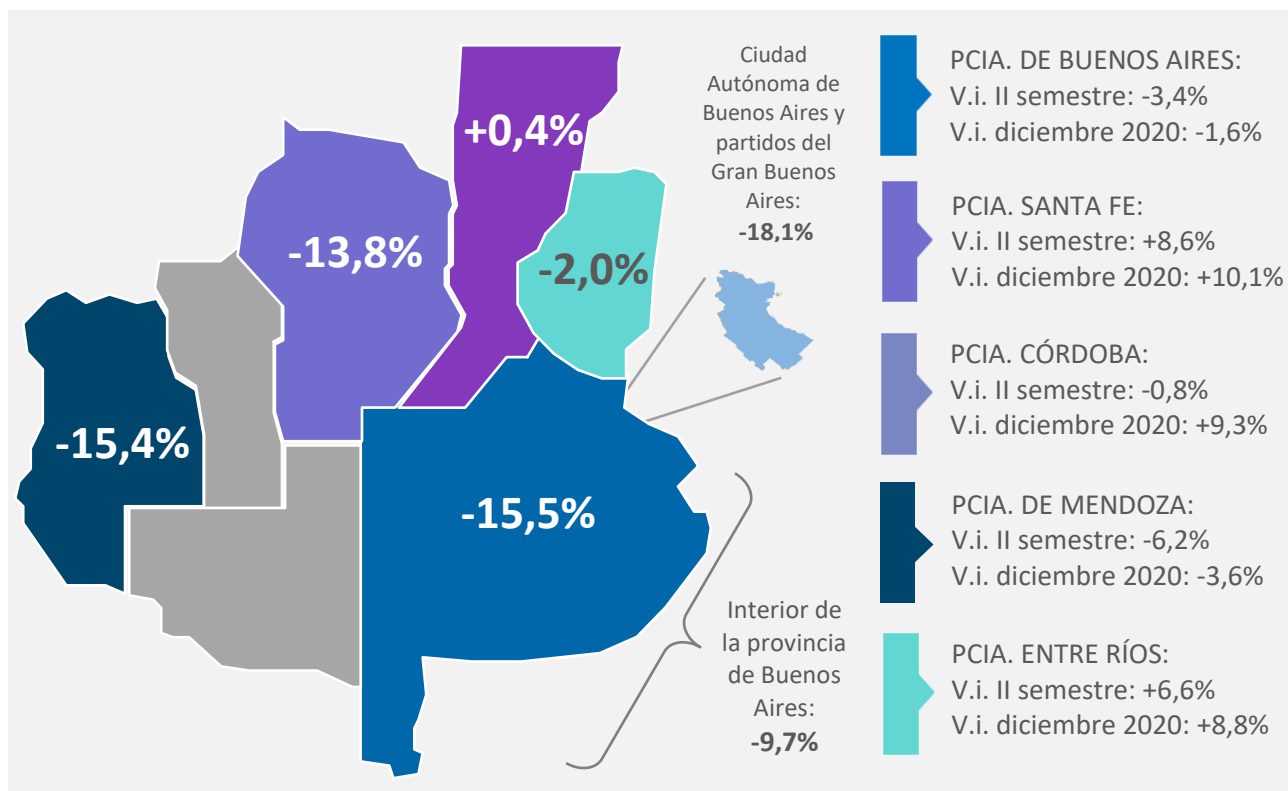 +0,4%
-13,8%
-2,0%
-15,4%
-15,5%
Ciudad
Autónoma de
Buenos Aires y
partidos del
Gran Buenos
Aires:
-18,1%
Interior de
la provincia
de Buenos
Aires:
-9,7%
PCIA. DE BUENOS AIRES:
V.i. II semestre: -3,4%
V.i. diciembre 2020: -1,6%
PCIA. SANTA FE:
V.i. II semestre: +8,6%
V.i. diciembre 2020: +10,1%
PCIA. CÓRDOBA:
V.i. II semestre: -0,8%
V.i. diciembre 2020: +9,3%
PCIA. DE MENDOZA:
V.i. II semestre: -6,2%
V.i. diciembre 2020: -3,6%
PCIA. ENTRE RÍOS:
V.i. II semestre: +6,6%
V.i. diciembre 2020: +8,8%